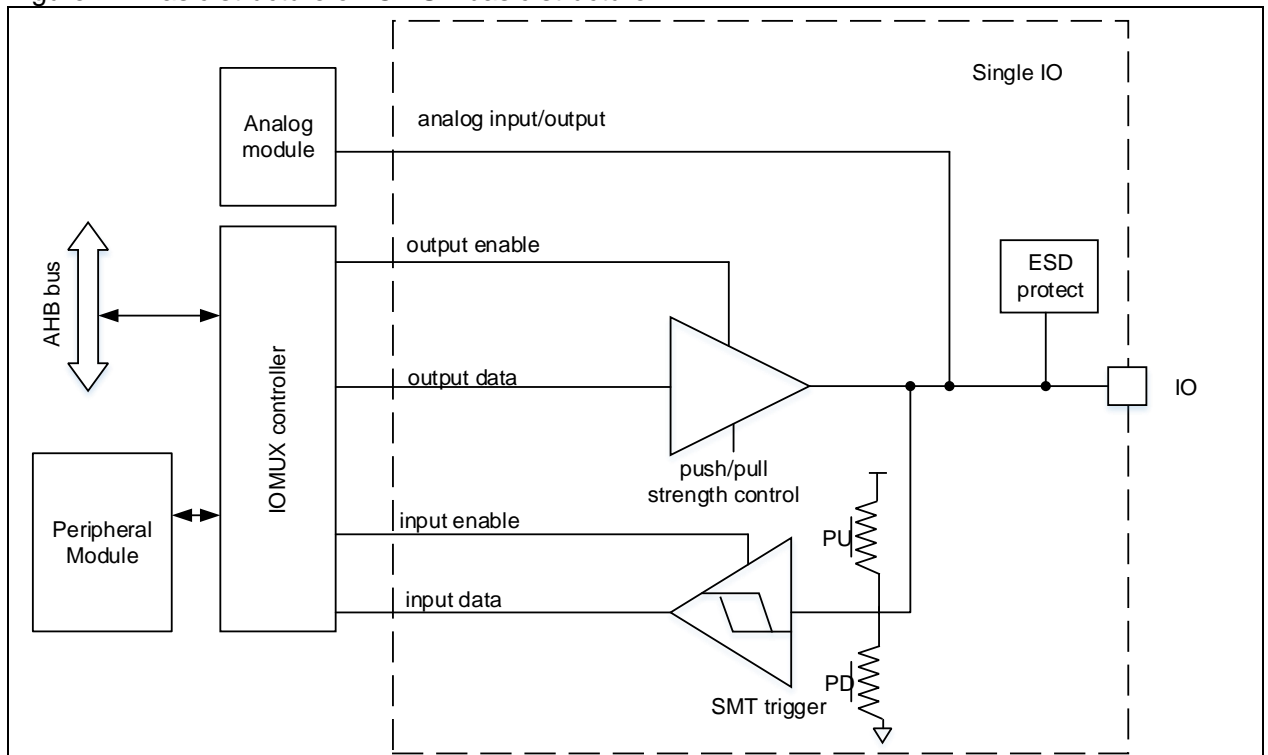 Single IO
Analog
module
analog input/output
output enable
ESD
protect
AHB bus
IOMUX controller
output data
IO
push/pull
strength control
input enable
PU
Peripheral
Module
input data
PD
SMT trigger